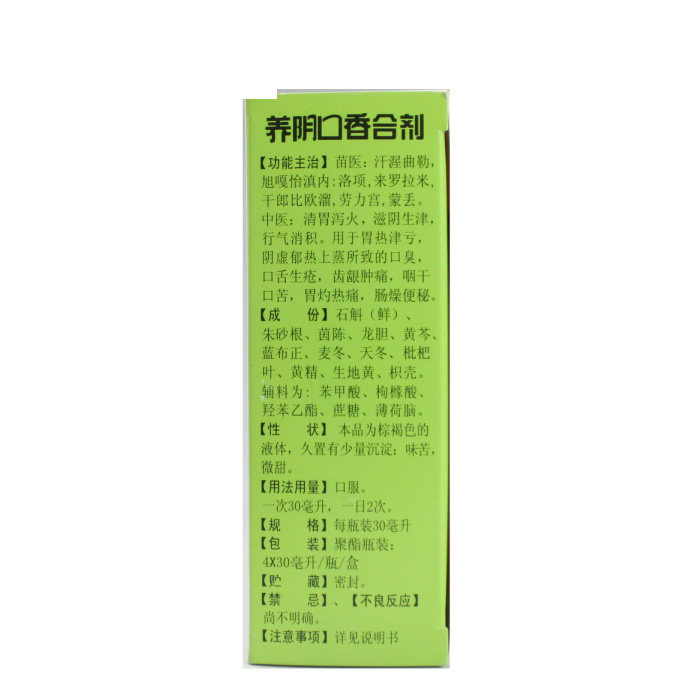 养阴口香合剂
【功能主治】苗医：汗渥曲勒，
旭嘎怡滇内：洛项，来罗拉米，
干郎比欧溜，劳力宫，蒙丢。
中医：清胃泻火，滋阴生津，
行气消积。用于胃热津亏，
阴虚郁热上蒸所致的口臭，
口舌生疮，齿龈肿痛，咽干
口苦，胃灼热痛，肠燥便秘。
【成　份】石斛（鲜）、
朱砂根、茵陈、龙胆、黄芩、
蓝布正、麦冬、天冬、枇杷
叶、黄精、生地黄、枳壳。
辅料为：苯甲酸、枸橼酸、
羟苯乙酯、蔗糖、薄荷脑。
【性　状】本品为棕褐色的
液体，久置有少量沉淀；味苦，
微甜。
【用法用量】口服。
一次30毫升，一日2次。
【规　格】每瓶装30毫升
【包　装】聚酯瓶装；
4X30毫升/瓶/盒
【贮　藏】密封。
【禁　忌】、【不良反应】
尚不明确。
【注意事项】详见说明书